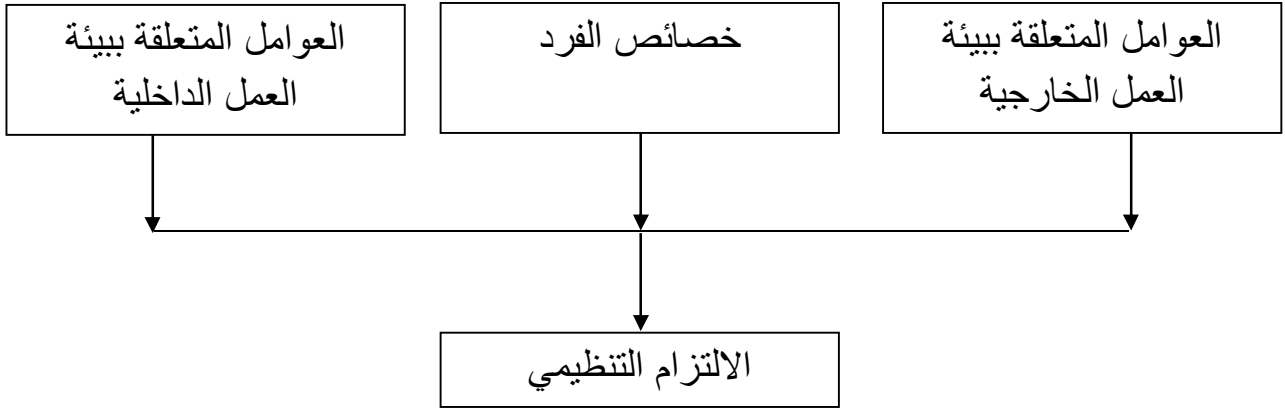 العوامل المتعلقة ببيئة
العمل الخارجية
خصائص الفرد
العوامل المتعلقة ببيئة
العمل الداخلية
الالتزام التنظيمي